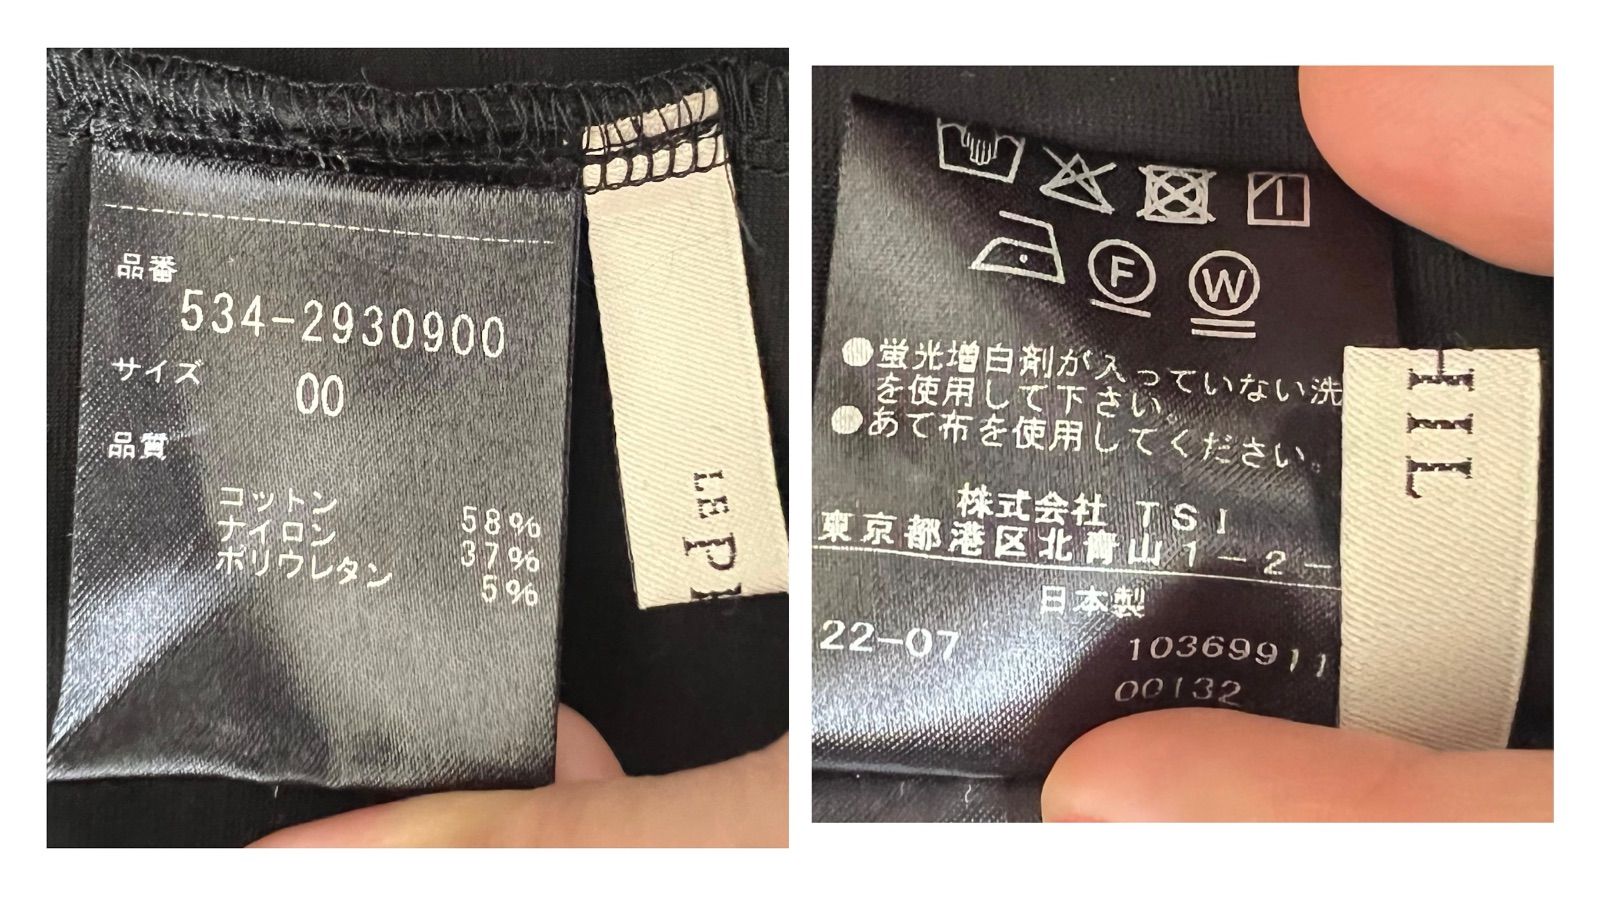 品番
534-2930900
サイズ
00
品質
コットン 58%
ナイロン 37%
ポリウレタン 5%
LE
F
W
●蛍光増白剤が入っていない洗
を使用して下さい。
●あて布を使用してください。
株式会社 TSI
東京都港区北青山1-2-
日本製
22-07
10369911
00132
HIL